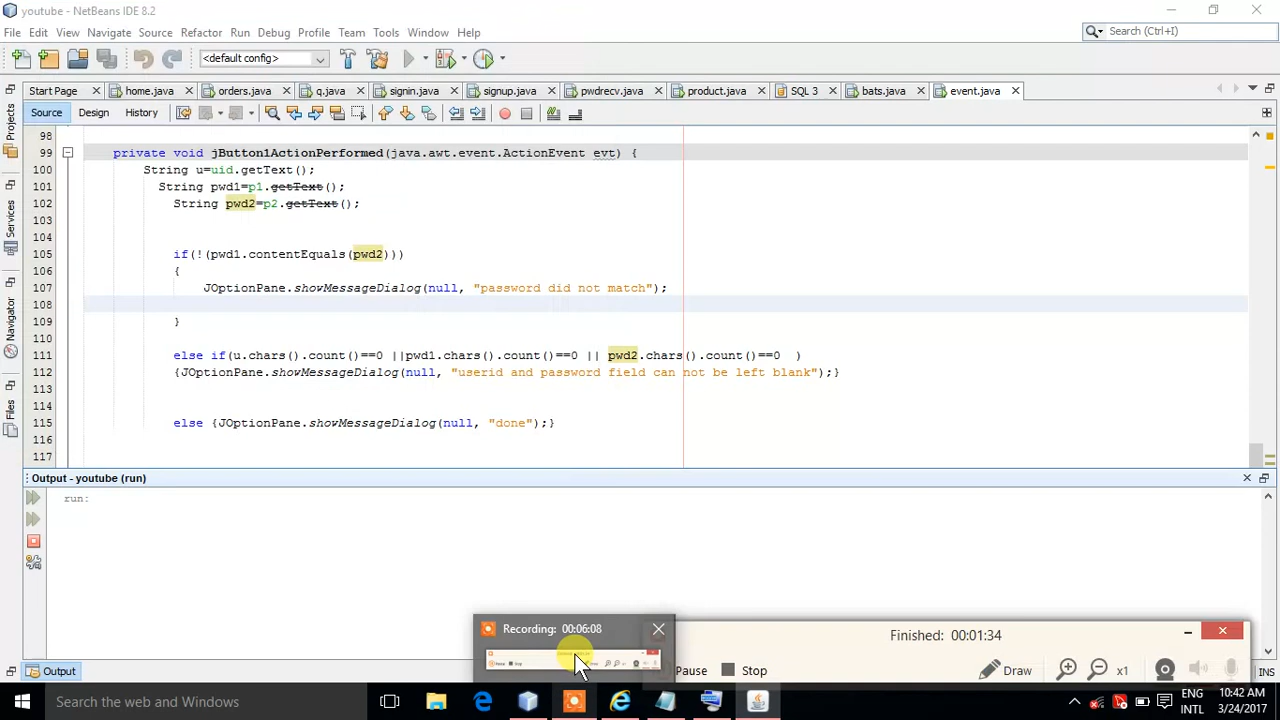 youtube - NetBeans IDE 8.2
File Edit View Navigate Source Refactor Run Debug Profile Team Tools Window Help
Search (Ctrl+I)
<default config>
Start Page home.java orders.java q.java signin.java signup.java pwdrecv.java product.java SQL 3 bats.java event.java
Source Design History
Projects
Services
Navigator
Files
98
99 private void jButton1ActionPerformed(java.awt.event.ActionEvent evt) {
100 String u=uid.getText();
101 String pwd1=p1.getText();
102 String pwd2=p2.getText();
103
104
105 if(!(pwd1.contentEquals(pwd2)))
106 {
107 JOptionPane.showMessageDialog(null, "password did not match");
108
109 }
110
111 else if(u.chars().count()==0 ||pwd1.chars().count()==0 || pwd2.chars().count()==0 )
112 {JOptionPane.showMessageDialog(null, "userid and password field can not be left blank");}
113
114
115 else {JOptionPane.showMessageDialog(null, "done");}
116
117
Output - youtube (run)
run:
Recording: 00:06:08
Finished: 00:01:34
Pause Stop Draw x1
Output
INS
Search the web and Windows
ENG
INTL
10:42 AM
3/24/2017